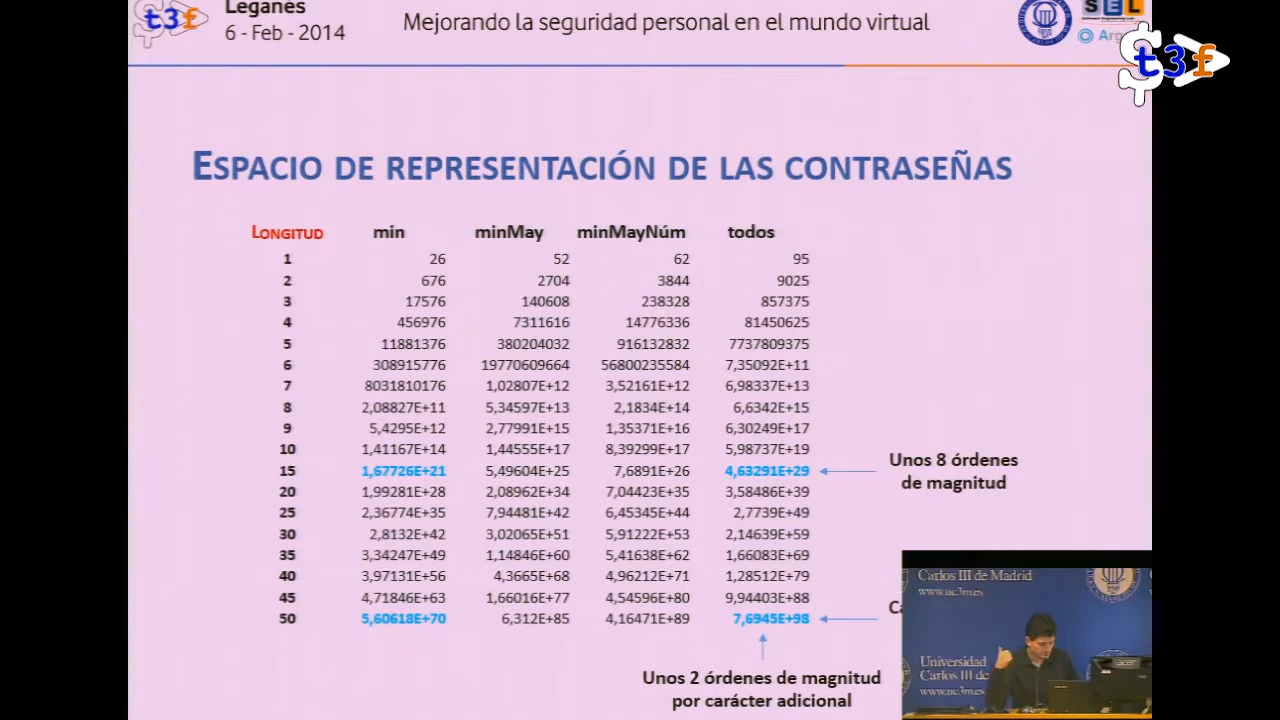 t3f
Leganés
6 - Feb - 2014
Mejorando la seguridad personal en el mundo virtual
SEL
t3f
ESPACIO DE REPRESENTACIÓN DE LAS CONTRASEÑAS
LONGITUD min minMay minMayNúm todos
1 26 52 62 95
2 676 2704 3844 9025
3 17576 140608 238328 857375
4 456976 7311616 14776336 81450625
5 11881376 380204032 916132832 7737809375
6 308915776 19770609664 56800235584 7,35092E+11
7 8031810176 1,02807E+12 3,52161E+12 6,98337E+13
8 2,08827E+11 5,34597E+13 2,1834E+14 6,6342E+15
9 5,4295E+12 2,77991E+15 1,35371E+16 6,30249E+17
10 1,41167E+14 1,44555E+17 8,39299E+17 5,98737E+19
15 1,67726E+21 5,49604E+25 7,6891E+26 4,63291E+29
20 1,99281E+28 2,08962E+34 7,04423E+35 3,58486E+39
25 2,36774E+35 7,94481E+42 6,45345E+44 2,7739E+49
30 2,8132E+42 3,02065E+51 5,91222E+53 2,14639E+59
35 3,34247E+49 1,14846E+60 5,41638E+62 1,66083E+69
40 3,97131E+56 4,3665E+68 4,96212E+71 1,28512E+79
45 4,71846E+63 1,66016E+77 4,54596E+80 9,94403E+88
50 5,60618E+70 6,312E+85 4,16471E+89 7,6945E+98
Unos 8 órdenes
de magnitud
Unos 2 órdenes de magnitud
por carácter adicional
Carlos III de Madrid
www.uc3m.es
Universidad
Carlos III de
www.uc3m.es
acer